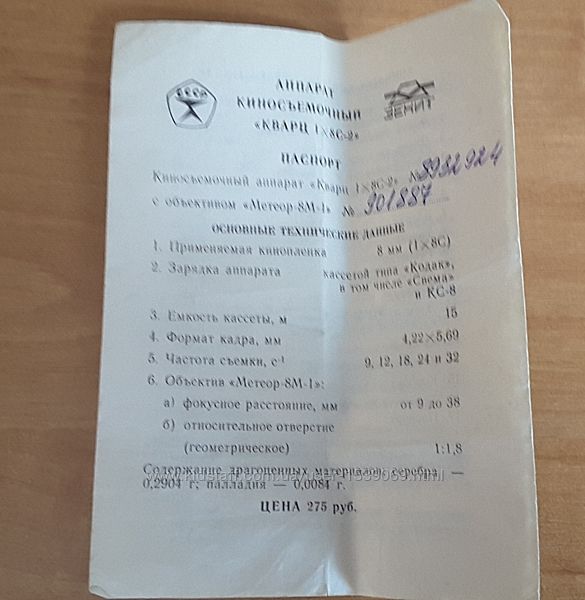 АППАРАТ
КИНОСЪЕМОЧНЫЙ
«КВАРЦ 1×8С-2»
СССР
ЗЕНИТ
ПАСПОРТ
Киносъемочный аппарат «Кварц 1×8С-2» № 8932924
с объективом «Метеор-8М-1» № 901887
ОСНОВНЫЕ ТЕХНИЧЕСКИЕ ДАННЫЕ
1. Применяемая кинопленка 8 мм (1×8С)
2. Зарядка аппарата кассетой типа «Кодак»,
в том числе «Свема»
и КС-8
3. Емкость кассеты, м 15
4. Формат кадра, мм 4,22×5,69
5. Частота съемки, с-1 9, 12, 18, 24 и 32
6. Объектив «Метеор-8М-1»:
а) фокусное расстояние, мм от 9 до 38
б) относительное отверстие
(геометрическое) 1:1,8
Содержание драгоценных материалов: серебра —
0,2904 г; палладия — 0,0084 г.
ЦЕНА 275 руб.